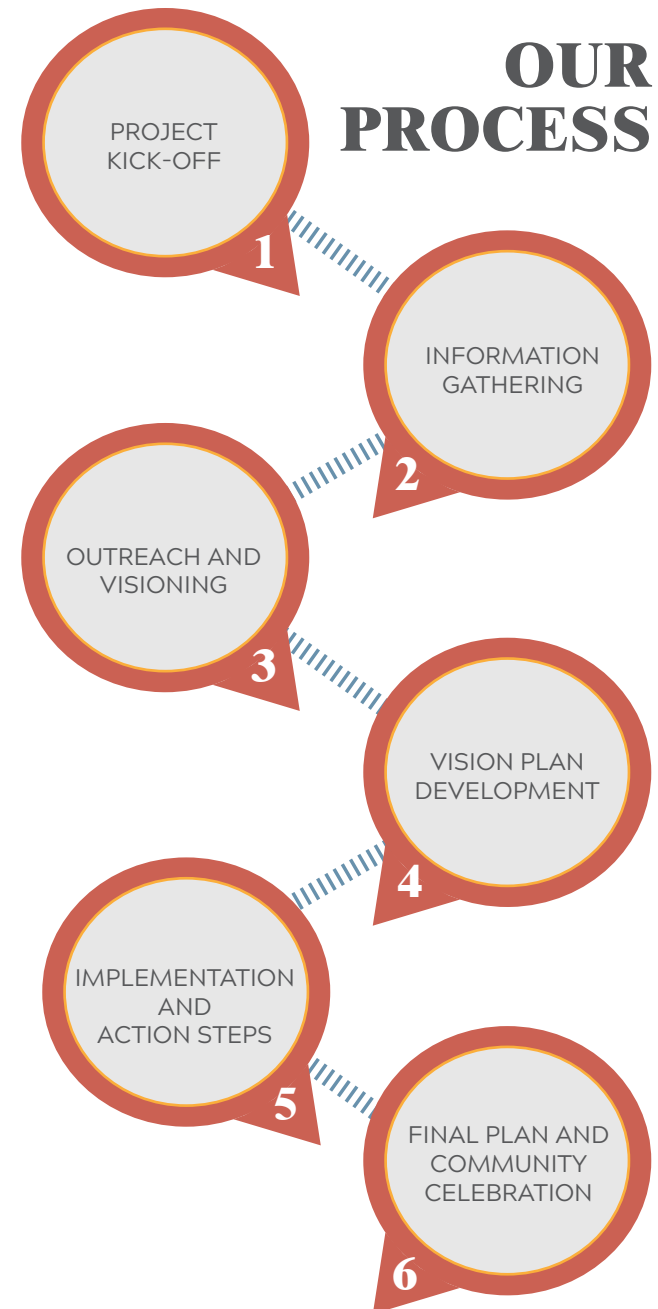 OUR
PROCESS
PROJECT
KICK-OFF
1
INFORMATION
GATHERING
2
OUTREACH AND
VISIONING
3
VISION PLAN
DEVELOPMENT
4
IMPLEMENTATION
AND
ACTION STEPS
5
FINAL PLAN AND
COMMUNITY
CELEBRATION
6